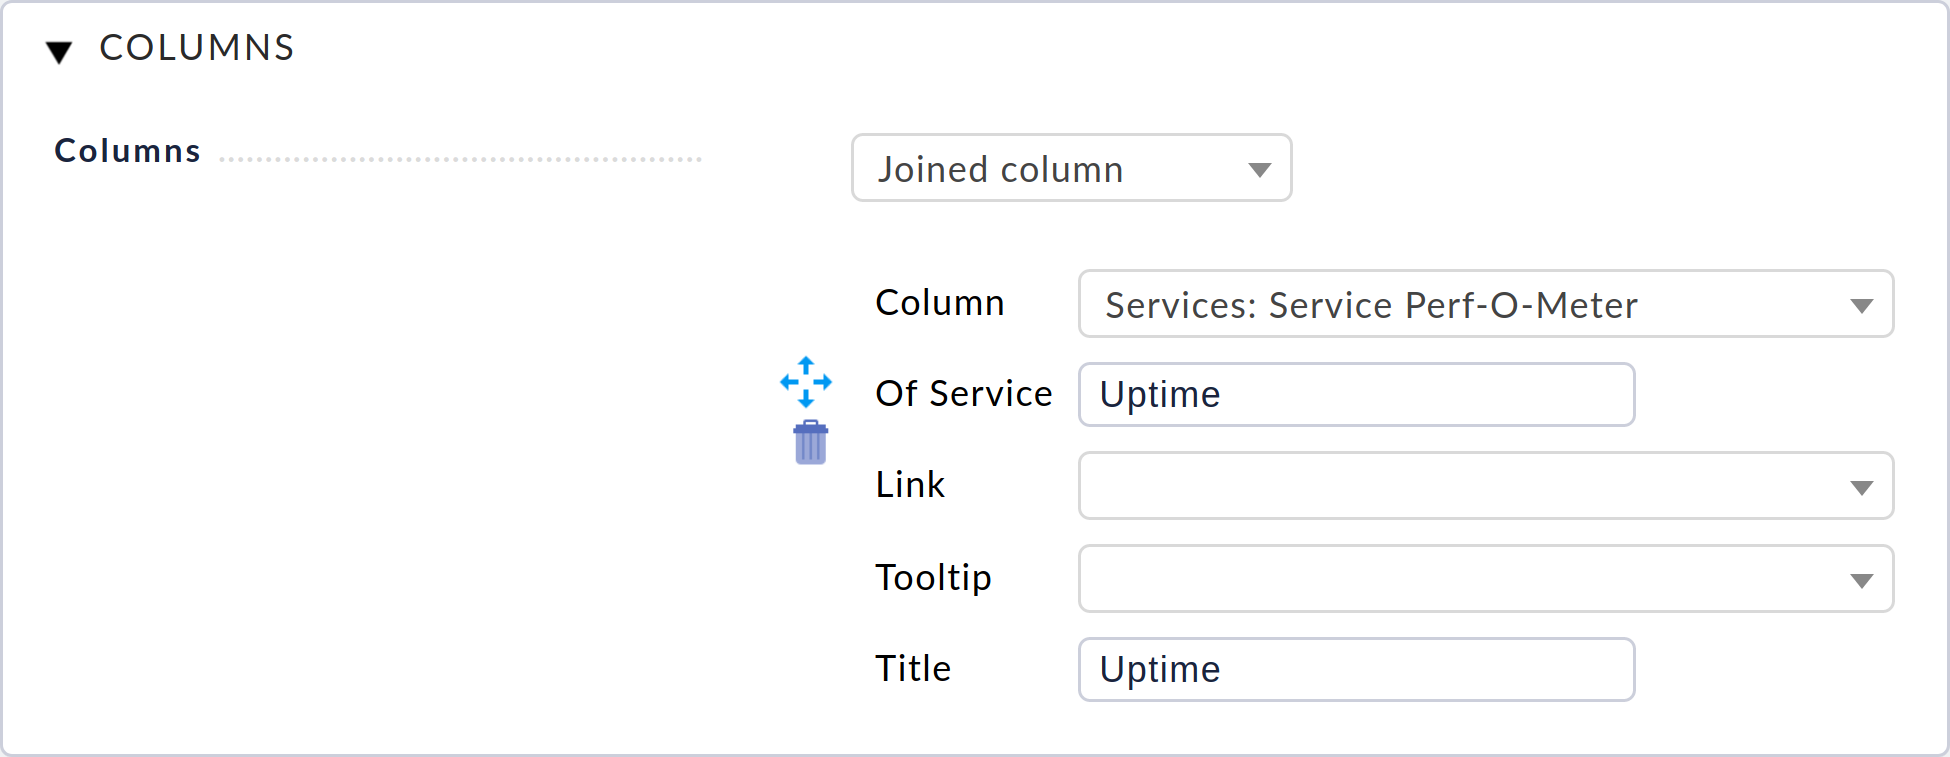 COLUMNS
Columns
Joined column
Column Services: Service Perf-O-Meter
Of Service Uptime
Link
Tooltip
Title Uptime